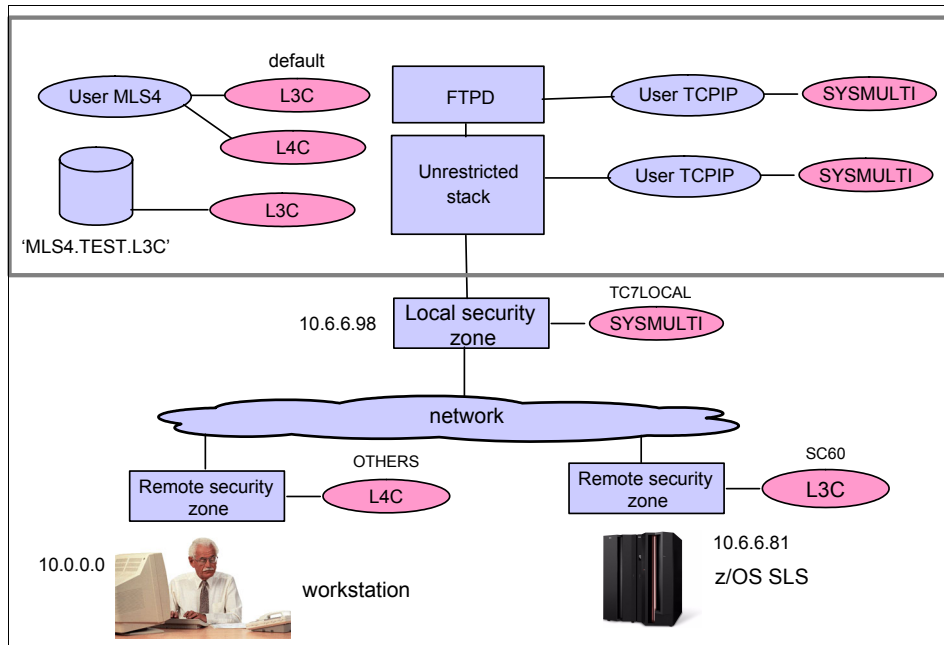 default
User MLS4
L3C
L4C
L3C
'MLS4.TEST.L3C'
FTPD
User TCPIP
SYSMULTI
Unrestricted
stack
User TCPIP
SYSMULTI
10.6.6.98
Local security
zone
TC7LOCAL
SYSMULTI
network
OTHERS
Remote security
zone
L4C
SC60
Remote security
zone
L3C
10.0.0.0
workstation
10.6.6.81
z/OS SLS